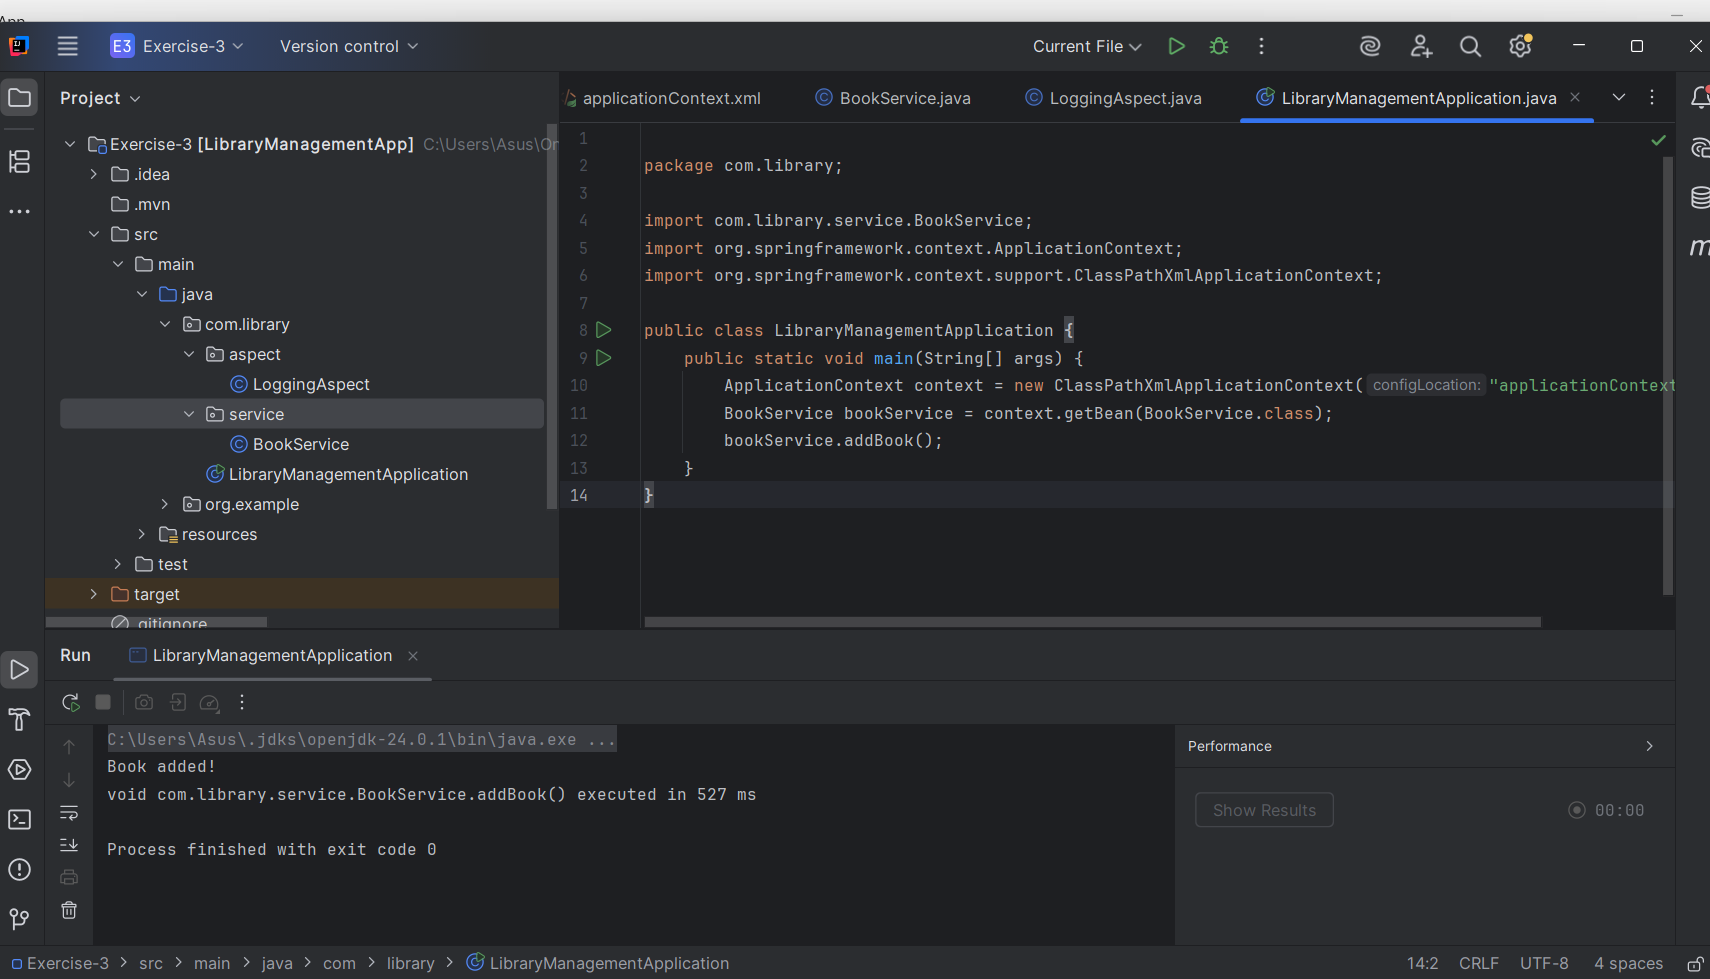 E3 Exercise-3 Version control Current File
Project
Exercise-3 [LibraryManagementApp] C:\Users\Asus\Or
.idea
.mvn
src
main
java
com.library
aspect
LoggingAspect
service
BookService
LibraryManagementApplication
org.example
resources
test
target
.gitignore
applicationContext.xml BookService.java LoggingAspect.java LibraryManagementApplication.java
1
2 package com.library;
3
4 import com.library.service.BookService;
5 import org.springframework.context.ApplicationContext;
6 import org.springframework.context.support.ClassPathXmlApplicationContext;
7
8 public class LibraryManagementApplication {
9 public static void main(String[] args) {
10 ApplicationContext context = new ClassPathXmlApplicationContext( configLocation: "applicationContext
11 BookService bookService = context.getBean(BookService.class);
12 bookService.addBook();
13 }
14 }
Run LibraryManagementApplication
C:\Users\Asus\.jdks\openjdk-24.0.1\bin\java.exe ...
Book added!
void com.library.service.BookService.addBook() executed in 527 ms
Process finished with exit code 0
Performance
Show Results 00:00
Exercise-3 > src > main > java > com > library > LibraryManagementApplication 14:2 CRLF UTF-8 4 spaces